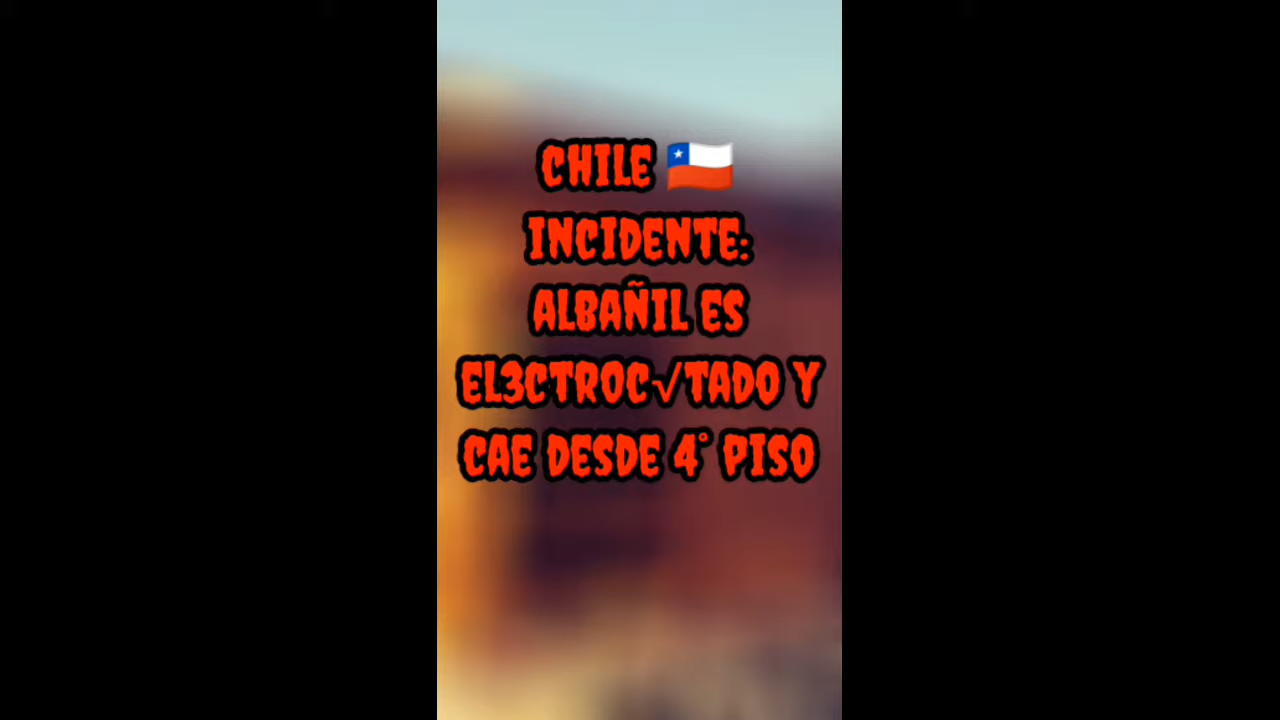 CHILE 🇨🇱
INCIDENTE:
ALBAÑIL ES
EL3CTROC√TADO Y
CAE DESDE 4° PISO